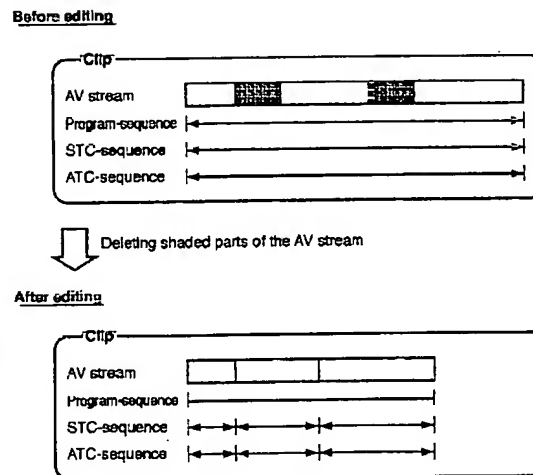 Before editing
Clip
AV stream
Program-sequence
STC-sequence
ATC-sequence
Deleting shaded parts of the AV stream
After editing
Clip
AV stream
Program-sequence
STC-sequence
ATC-sequence